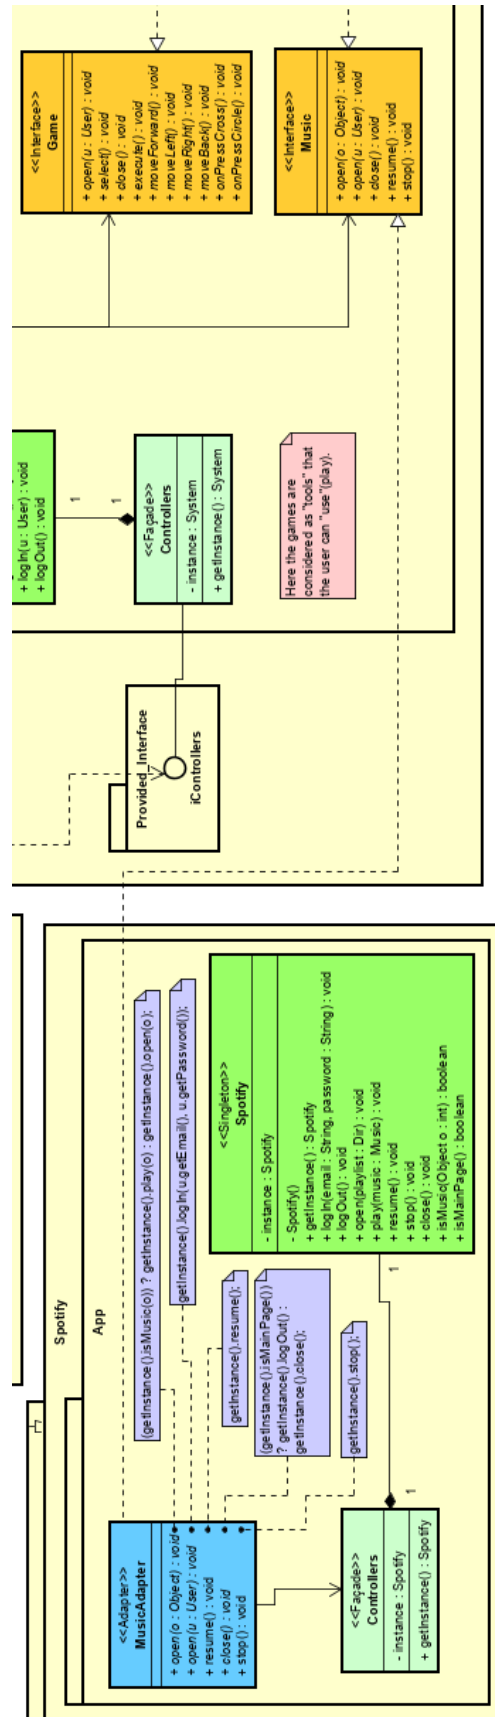 <<Interface>>
Game
+ open(u : User) : void
+ select() : void
+ close() : void
+ execute() : void
+ moveForward() : void
+ moveLeft() : void
+ moveRight() : void
+ moveBack() : void
+ onPressCross() : void
+ onPressCircle() : void
<<Interface>>
Music
+ open(o : Object) : void
+ open(u : User) : void
+ close() : void
+ resume() : void
+ stop() : void
+ logIn(u : User) : void
+ logOut() : void
1
1
<<Façade>>
Controllers
- instance : System
+ getInstance() : System
Here the games are
considered as "tools" that
the user can "use"(play).
Provided_Interface
iControllers
Spotify
App
<<Singleton>>
Spotify
- instance : Spotify
- Spotify()
+ getInstance() : Spotify
+ logIn(email : String, password : String) : void
+ logOut() : void
+ open(playlist : Dir) : void
+ play(music : Music) : void
+ resume() : void
+ stop() : void
+ close() : void
+ isMusic(Object o : int) : boolean
+ isMainPage() : boolean
(getInstance().isMusic(o)) ? getInstance().play(o) : getInstance().open(o);
getInstance().logIn(u.getEmail(), u.getPassword());
getInstance().resume();
(getInstance().isMainPage())
? getInstance().logOut() :
getInstance().close();
getInstance().stop();
<<Adapter>>
MusicAdapter
+ open(o : Object) : void
+ open(u : User) : void
+ resume() : void
+ close() : void
+ stop() : void
1
1
<<Façade>>
Controllers
- instance : Spotify
+ getInstance() : Spotify